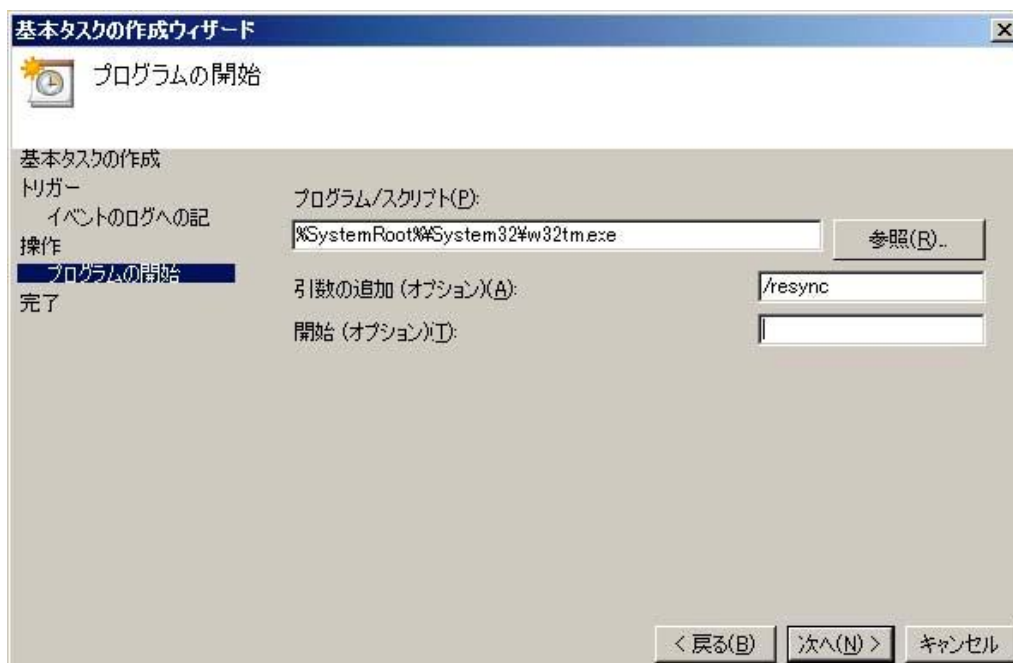 基本タスクの作成ウィザード
プログラムの開始
基本タスクの作成
トリガー
イベントのログへの記
操作
プログラムの開始
完了
プログラム/スクリプト(P):
%SystemRoot%¥System32¥w32tm.exe
参照(R)...
引数の追加 (オプション)(A):
/resync
開始 (オプション)(T):
< 戻る(B)
次へ(N) >
キャンセル